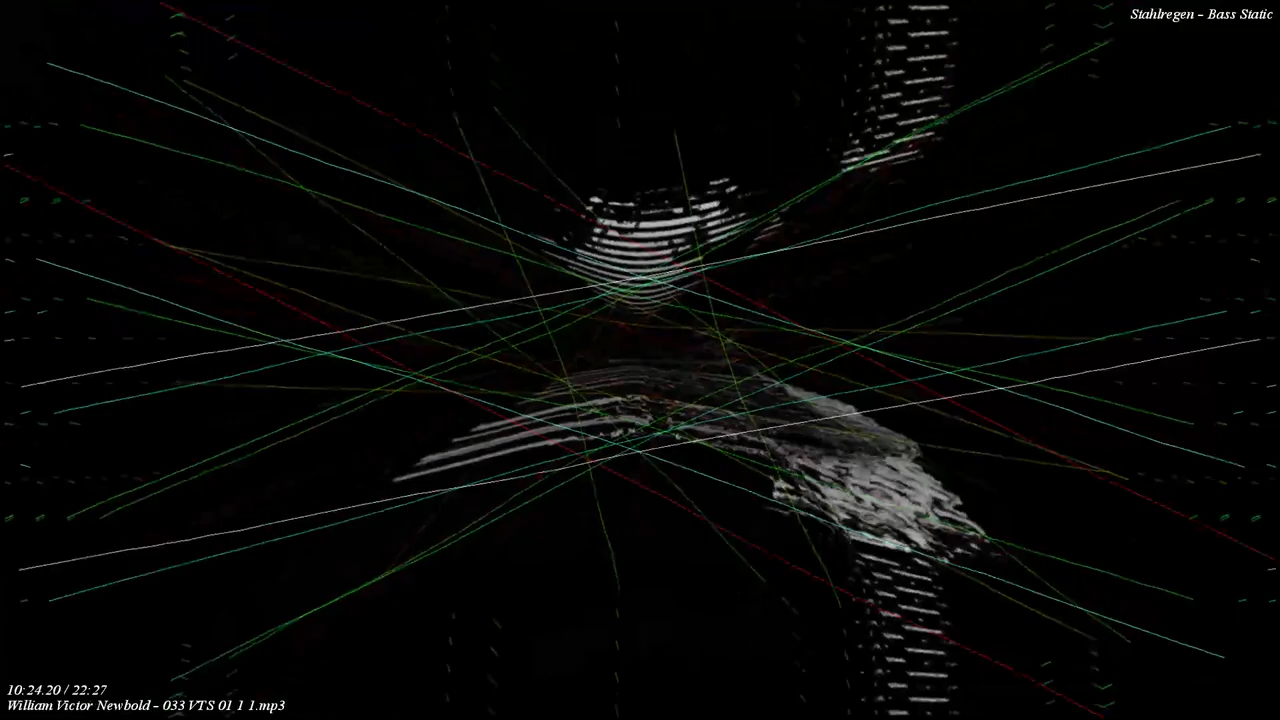 Stahlregen - Bass Static
10:24.20 / 22:27
William Victor Newbold - 033 VTS 01 1 1.mp3